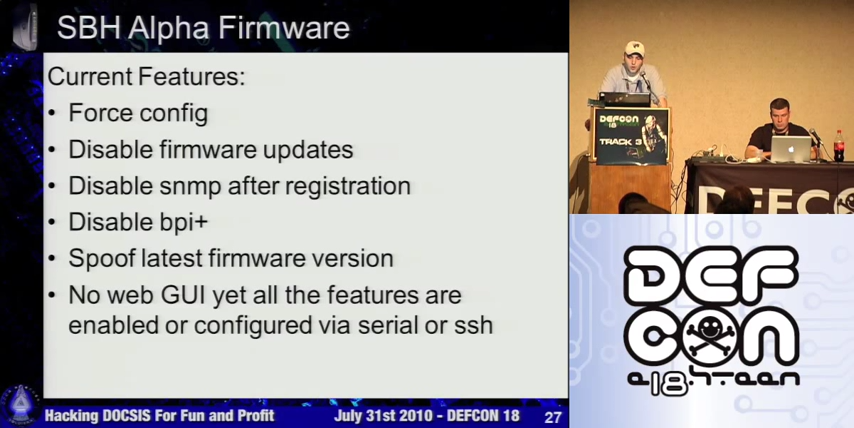 SBH Alpha Firmware
Current Features:
• Force config
• Disable firmware updates
• Disable snmp after registration
• Disable bpi+
• Spoof latest firmware version
• No web GUI yet all the features are
enabled or configured via serial or ssh
Hacking DOCSIS For Fun and Profit July 31st 2010 - DEFCON 18 27
DEFCON
18
TRACK 3
DEFC
DEF
CON
e18hteen